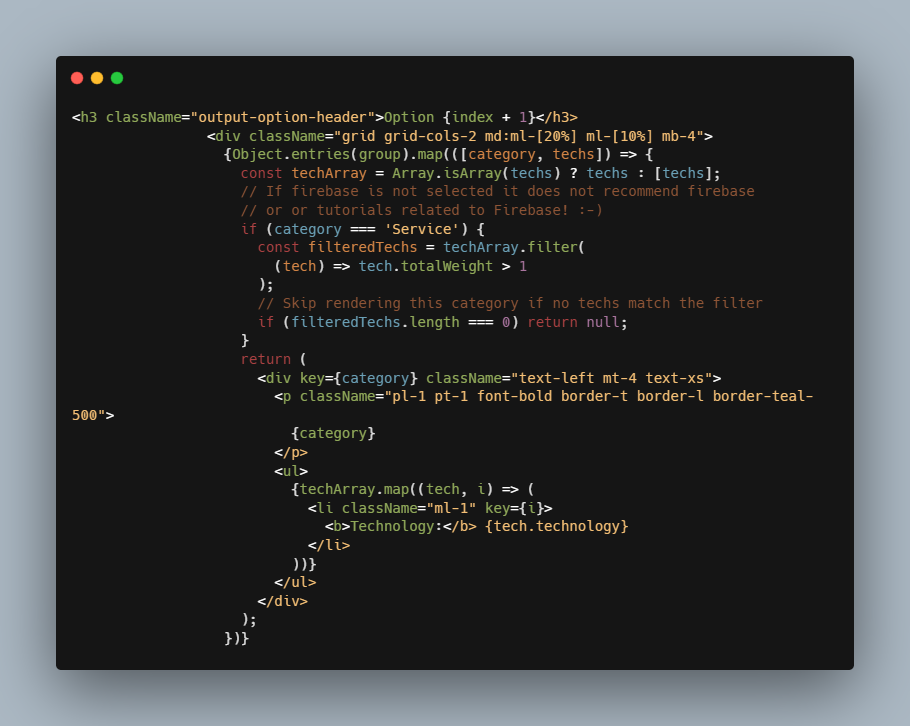 <h3 className="output-option-header">Option {index + 1}</h3>
                <div className="grid grid-cols-2 md:ml-[20%] ml-[10%] mb-4">
                  {Object.entries(group).map(([category, techs]) => {
                    const techArray = Array.isArray(techs) ? techs : [techs];
                    // If firebase is not selected it does not recommend firebase
                    // or or tutorials related to Firebase! :-)
                    if (category === 'Service') {
                      const filteredTechs = techArray.filter(
                        (tech) => tech.totalWeight > 1
                      );
                      // Skip rendering this category if no techs match the filter
                      if (filteredTechs.length === 0) return null;
                    }
                    return (
                      <div key={category} className="text-left mt-4 text-xs">
                        <p className="pl-1 pt-1 font-bold border-t border-l border-teal-
500">
                          {category}
                        </p>
                        <ul>
                          {techArray.map((tech, i) => (
                            <li className="ml-1" key={i}>
                              <b>Technology:</b> {tech.technology}
                            </li>
                          ))}
                        </ul>
                      </div>
                    );
                  })}